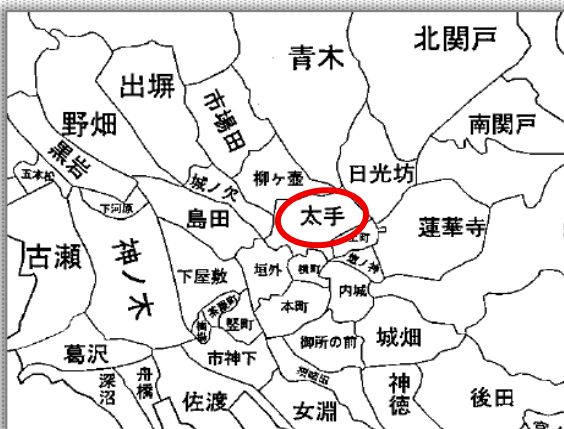 北関戸
青木
出塀
市場田
野畑
南関戸
黒岩
五本松
柳ヶ壺
日光坊
城ノ穴
下河原
島田
太手
蓮華寺
古瀬
神ノ木
下屋敷
垣外
横町
内城
本町
竪町
御所の前
城畑
葛沢
市神下
深沼
舟橋
佐渡
女淵
神徳
後田